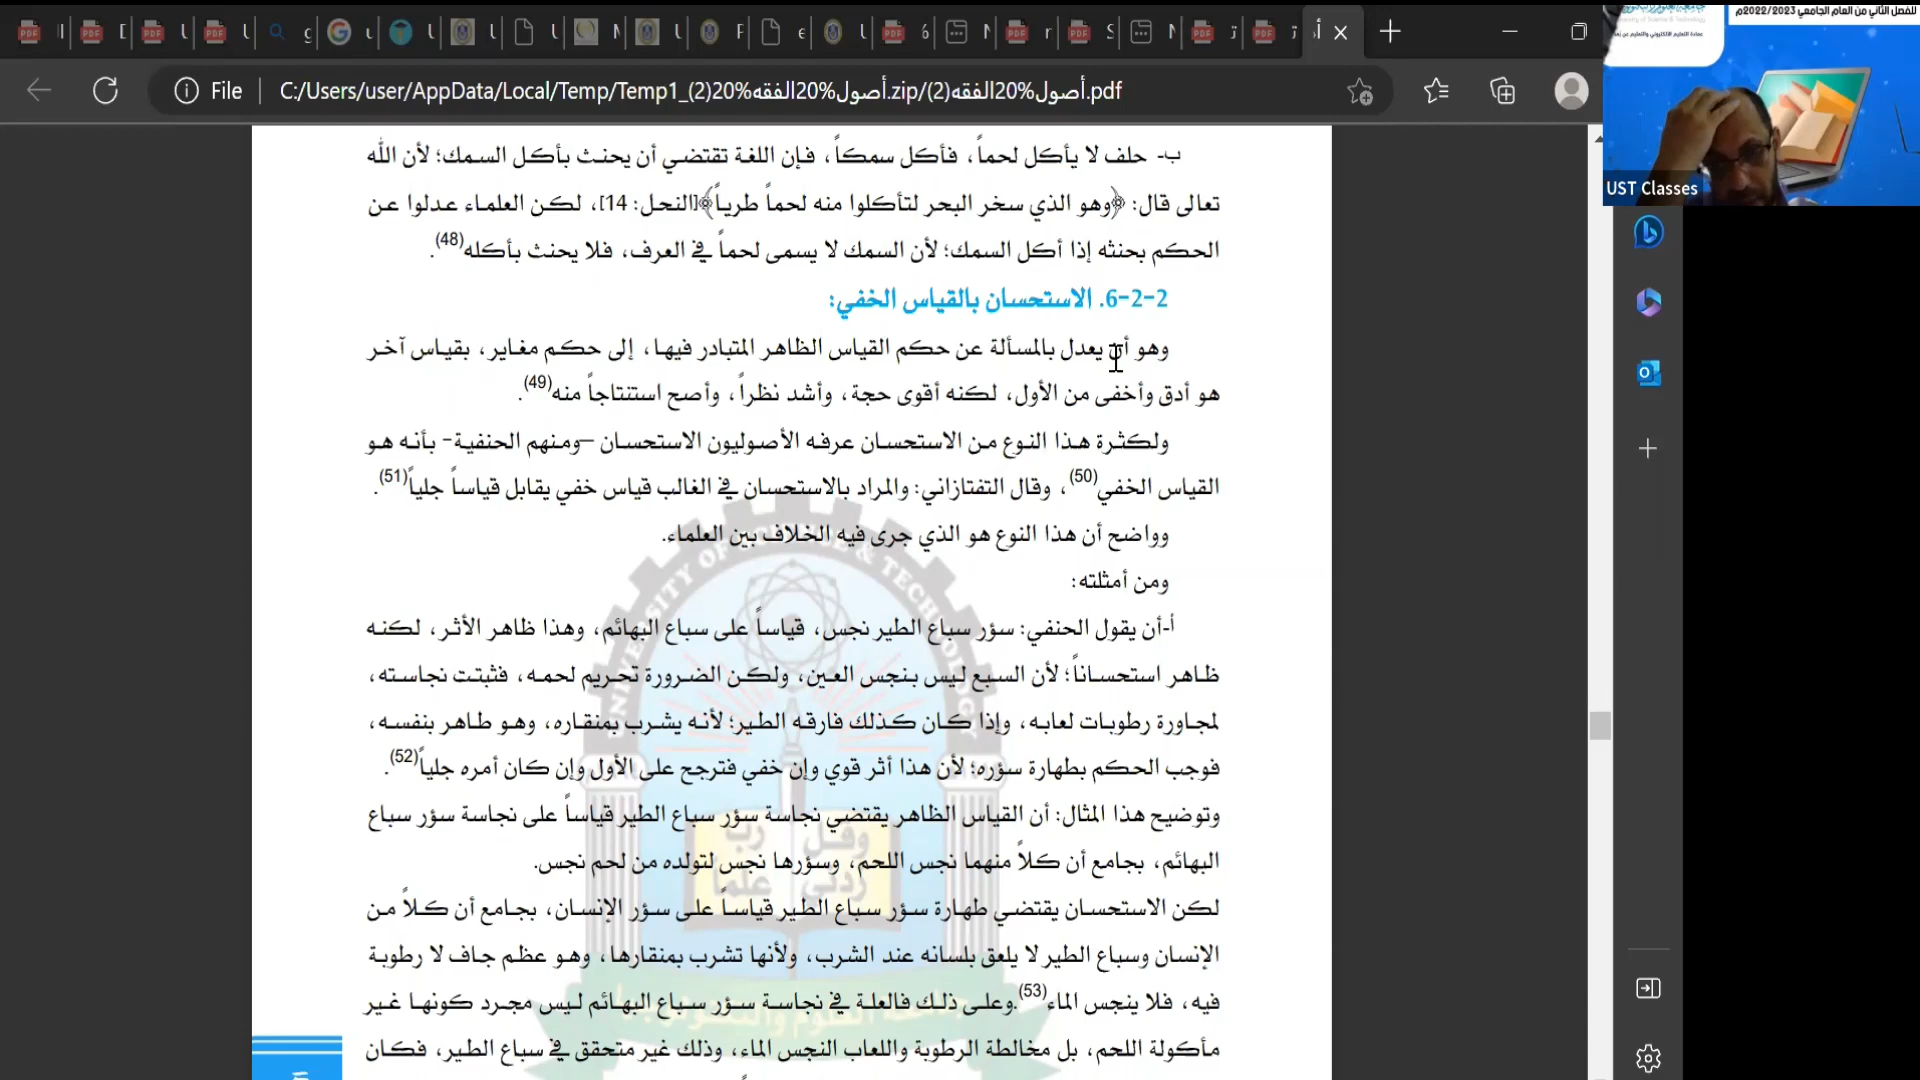 File
C:/Users/user/AppData/Local/Temp/Temp1_(2)20%أصول%20الفقه.zip/(2)أصول%20الفقه.pdf
للفصل الثاني من العام الجامعي 2022/2023م
UST Classes
ب- حلف لا يأكل لحماً، فأكل سمكاً، فإن اللغة تقتضي أن يحنث بأكل السمك؛ لأن الله
تعالى قال: ﴿وهو الذي سخر البحر لتأكلوا منه لحماً طرياً﴾[النحل: 14]، لكن العلماء عدلوا عن
الحكم بحنثه إذا أكل السمك؛ لأن السمك لا يسمى لحماً في العرف، فلا يحنث بأكله(48).
6-2-2. الاستحسان بالقياس الخفي:
وهو أن يعدل بالمسألة عن حكم القياس الظاهر المتبادر فيها، إلى حكم مغاير، بقياس آخر
هو أدق وأخفى من الأول، لكنه أقوى حجة، وأشد نظراً، وأصح استنتاجاً منه(49).
ولكثرة هذا النوع من الاستحسان عرفه الأصوليون الاستحسان –ومنهم الحنفية- بأنه هو
القياس الخفي(50)، وقال التفتازاني: والمراد بالاستحسان في الغالب قياس خفي يقابل قياساً جلياً(51).
وواضح أن هذا النوع هو الذي جرى فيه الخلاف بين العلماء.
ومن أمثلته:
أ-أن يقول الحنفي: سؤر سباع الطير نجس، قياساً على سباع البهائم، وهذا ظاهر الأثر، لكنه
ظاهر استحساناً؛ لأن السبع ليس بنجس العين، ولكن الضرورة تحريم لحمه، فثبتت نجاسته،
لمجاورة رطوبات لعابه، وإذا كان كذلك فارقه الطير؛ لأنه يشرب بمنقاره، وهو طاهر بنفسه،
فوجب الحكم بطهارة سؤره؛ لأن هذا أثر قوي وإن خفي فترجح على الأول وإن كان أمره جلياً(52).
وتوضيح هذا المثال: أن القياس الظاهر يقتضي نجاسة سؤر سباع الطير قياساً على نجاسة سؤر سباع
البهائم، بجامع أن كلاً منهما نجس اللحم، وسؤرها نجس لتولده من لحم نجس.
لكن الاستحسان يقتضي طهارة سؤر سباع الطير قياساً على سؤر الإنسان، بجامع أن كلاً من
الإنسان وسباع الطير لا يلعق بلسانه عند الشرب، ولأنها تشرب بمنقارها، وهو عظم جاف لا رطوبة
فيه، فلا ينجس الماء(53).وعلى ذلك فالعلة في نجاسة سؤر سباع البهائم ليس مجرد كونها غير
مأكولة اللحم، بل مخالطة الرطوبة واللعاب النجس الماء، وذلك غير متحقق في سباع الطير، فكان